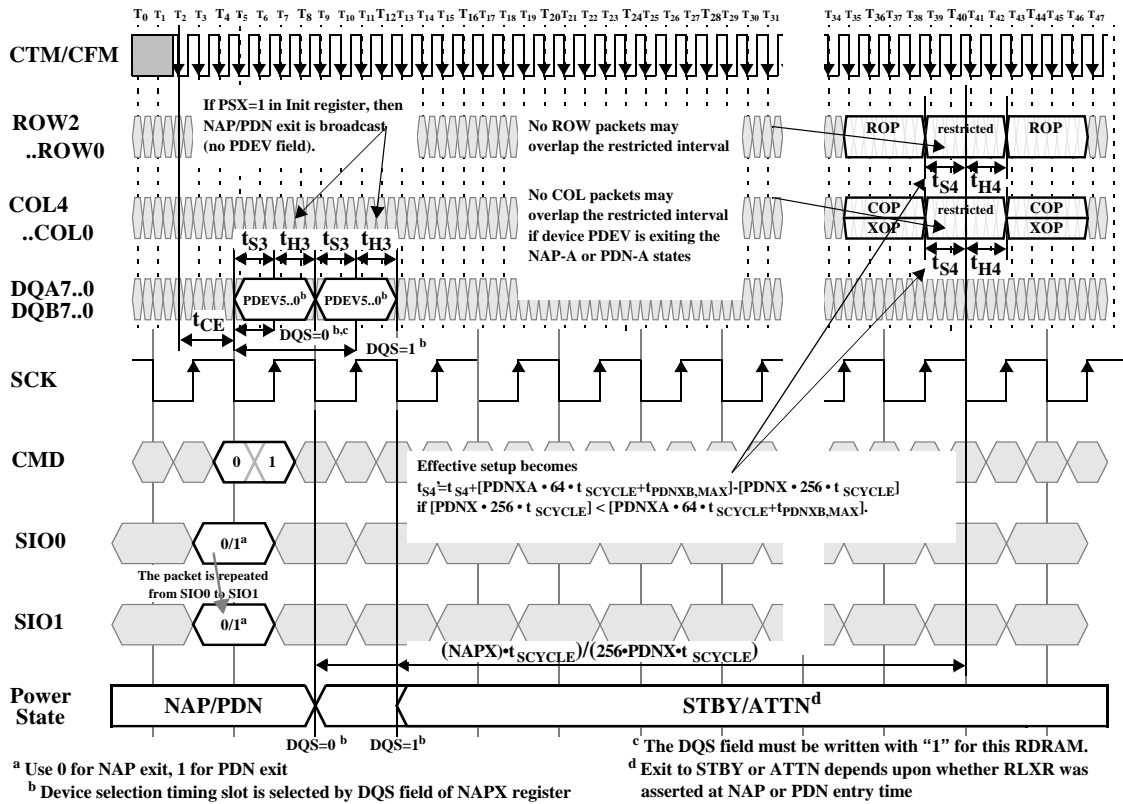 T0 T1 T2 T3 T4 T5 T6 T7 T8 T9 T10 T11 T12 T13 T14 T15 T16 T17 T18 T19 T20 T21 T22 T23 T24 T25 T26 T27 T28 T29 T30 T31 T34 T35 T36 T37 T38 T39 T40 T41 T42 T43 T44 T45 T46 T47
CTM/CFM
If PSX=1 in Init register, then
NAP/PDN exit is broadcast
(no PDEV field).
ROW2
..ROW0
No ROW packets may
overlap the restricted interval
ROP restricted ROP
tS4 tH4
COL4
..COL0
No COL packets may
overlap the restricted interval
if device PDEV is exiting the
NAP-A or PDN-A states
COP restricted COP
XOP XOP
tS4 tH4
tS3 tH3 tS3 tH3
DQA7..0
DQB7..0
PDEV5..0b PDEV5..0b
tCE
DQS=0 b,c
DQS=1 b
SCK
CMD
0 1
Effective setup becomes
tS4'=tS4+[PDNXA • 64 • tSCYCLE+tPDNXB,MAX]-[PDNX • 256 • tSCYCLE]
if [PDNX • 256 • tSCYCLE] < [PDNXA • 64 • tSCYCLE+tPDNXB,MAX].
SIO0
0/1a
The packet is repeated
from SIO0 to SIO1
SIO1
0/1a
(NAPX)•tSCYCLE)/(256•PDNX•tSCYCLE)
Power
State
NAP/PDN
STBY/ATTNd
DQS=0 b
DQS=1b
a Use 0 for NAP exit, 1 for PDN exit
b Device selection timing slot is selected by DQS field of NAPX register
c The DQS field must be written with “1” for this RDRAM.
d Exit to STBY or ATTN depends upon whether RLXR was
asserted at NAP or PDN entry time